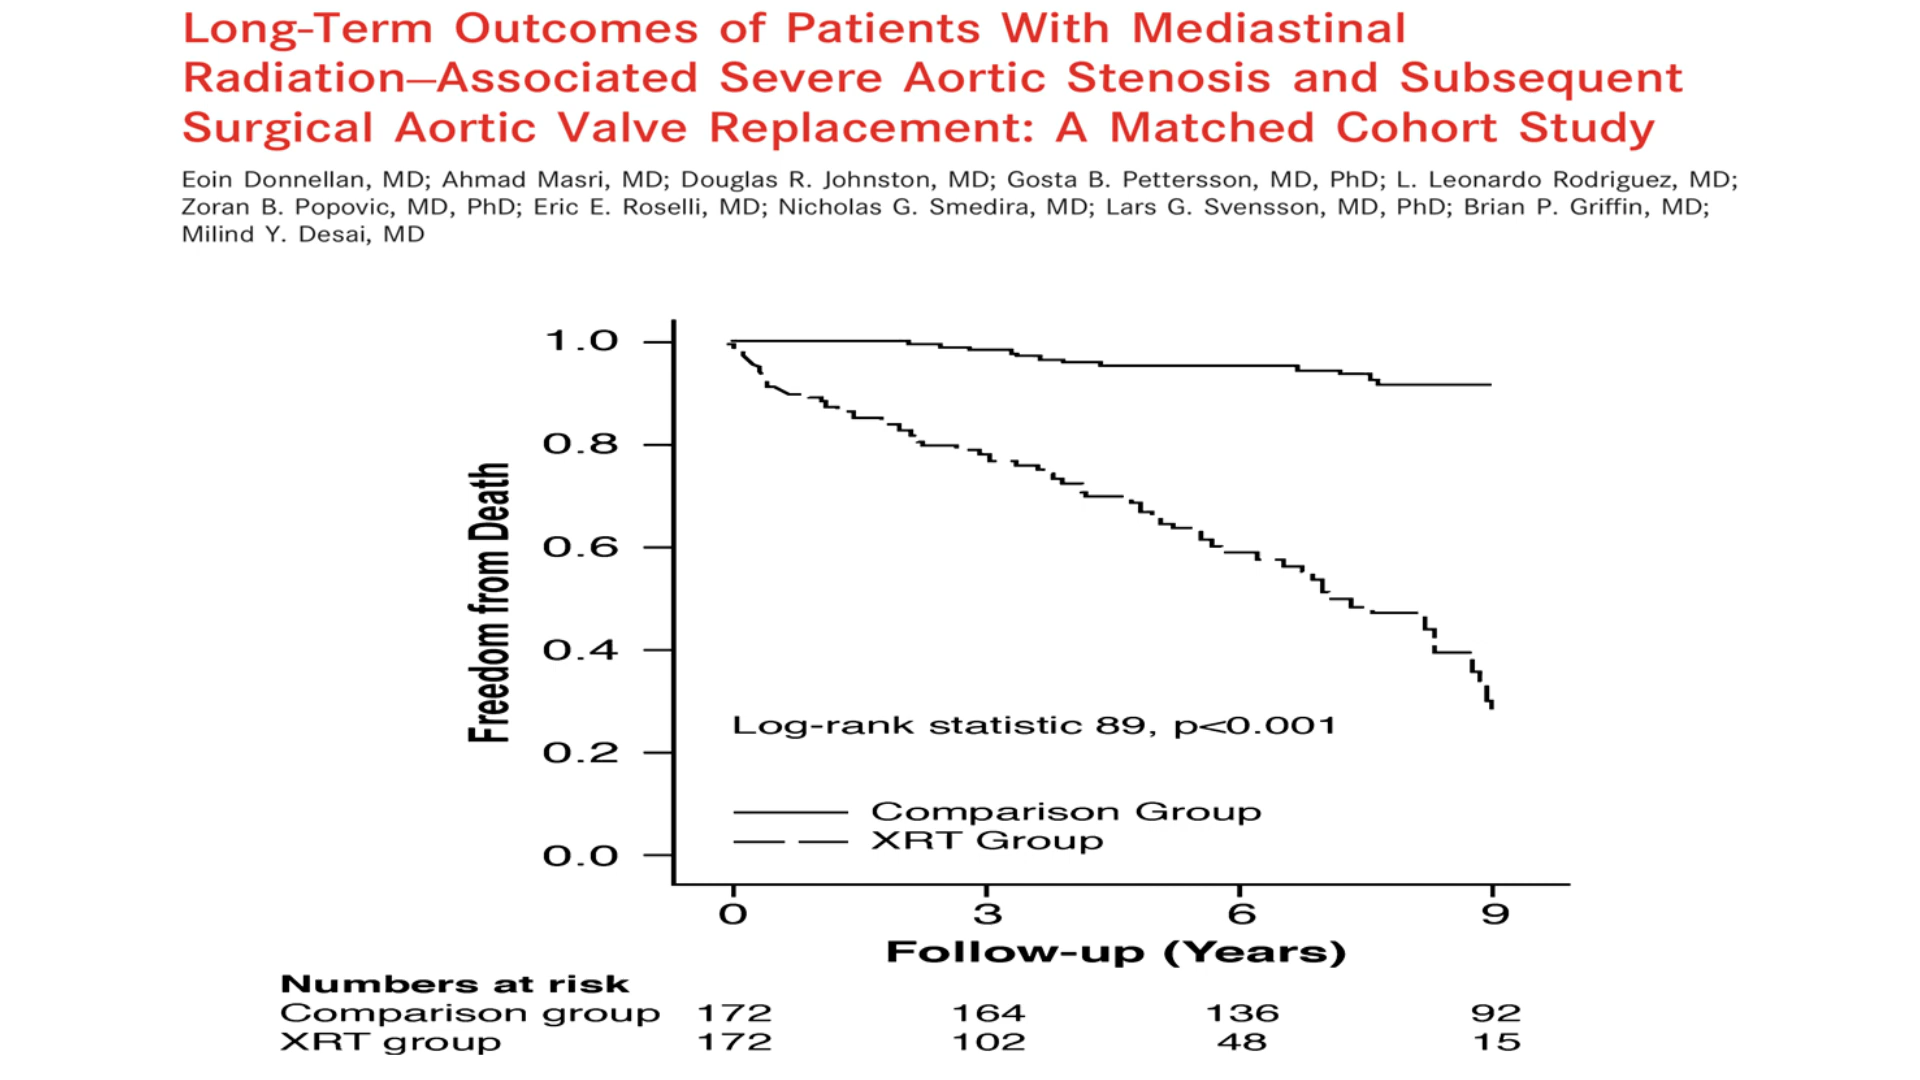 Long-Term Outcomes of Patients With Mediastinal
Radiation–Associated Severe Aortic Stenosis and Subsequent
Surgical Aortic Valve Replacement: A Matched Cohort Study
Eoin Donnellan, MD; Ahmad Masri, MD; Douglas R. Johnston, MD; Gosta B. Pettersson, MD, PhD; L. Leonardo Rodriguez, MD;
Zoran B. Popovic, MD, PhD; Eric E. Roselli, MD; Nicholas G. Smedira, MD; Lars G. Svensson, MD, PhD; Brian P. Griffin, MD;
Milind Y. Desai, MD
1.0
0.8
0.6
0.4
0.2
0.0
Freedom from Death
Log-rank statistic 89, p<0.001
Comparison Group
XRT Group
0 3 6 9
Follow-up (Years)
Numbers at risk
Comparison group 172 164 136 92
XRT group 172 102 48 15